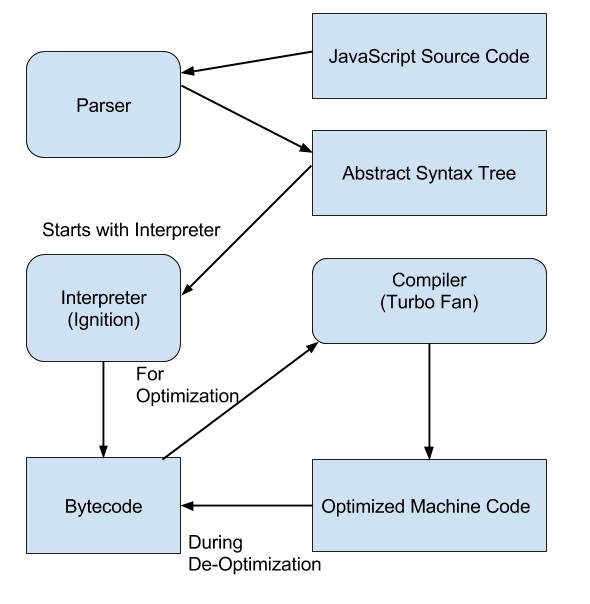 JavaScript Source Code
Parser
Abstract Syntax Tree
Starts with Interpreter
Interpreter
(Ignition)
Compiler
(Turbo Fan)
For
Optimization
Bytecode
Optimized Machine Code
During
De-Optimization